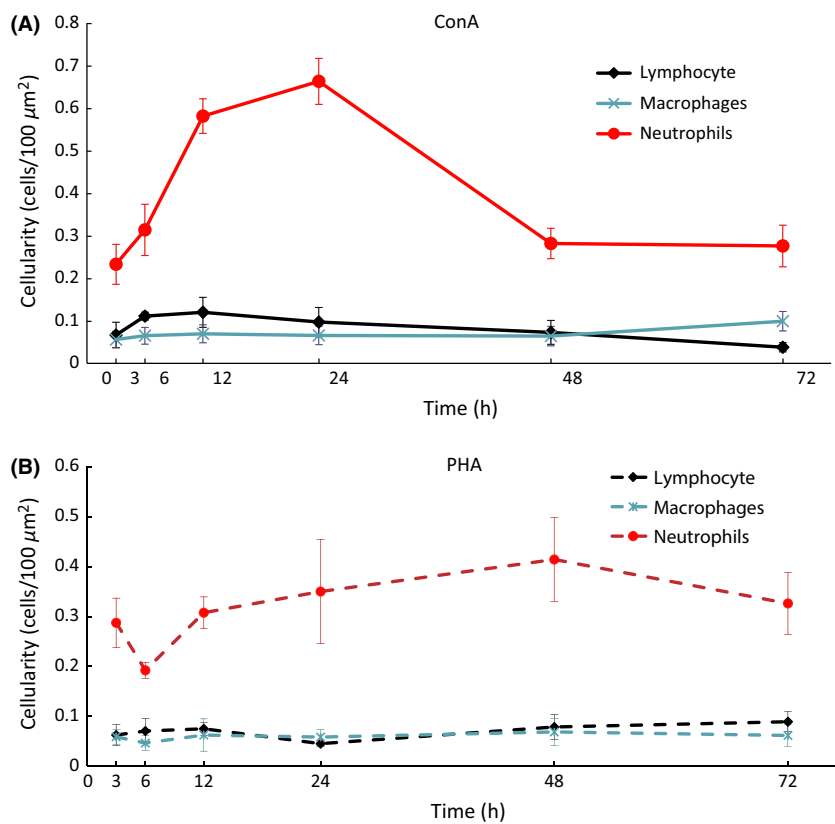 (A)
ConA
0.8
0.7
0.6
0.5
0.4
0.3
0.2
0.1
0
Cellularity (cells/100 µm²)
Lymphocyte
Macrophages
Neutrophils
0 3 6 12 24 48 72
Time (h)
(B)
PHA
0.6
0.5
0.4
0.3
0.2
0.1
0
Cellularity (cells/100 µm²)
Lymphocyte
Macrophages
Neutrophils
0 3 6 12 24 48 72
Time (h)